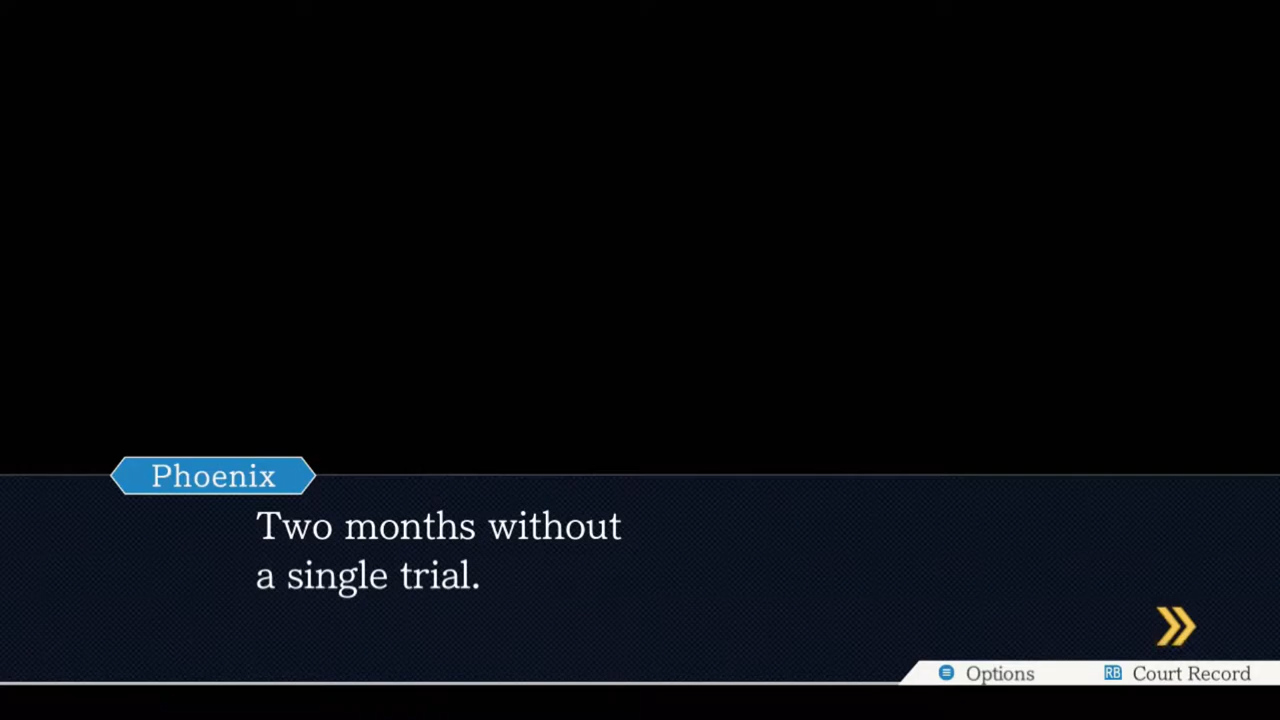 Phoenix
Two months without
a single trial.
Options
RB Court Record